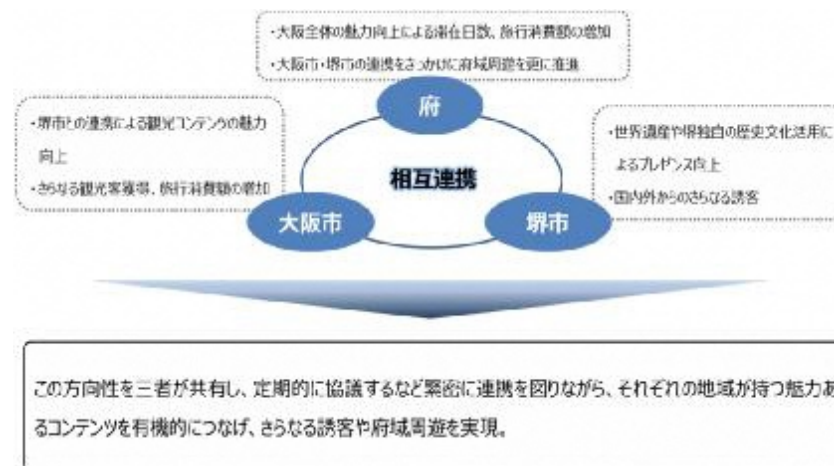 ・大阪全体の魅力向上による滞在日数、旅行消費額の増加
・大阪市・堺市の連携をきっかけに府域周遊を更に推進
府
・堺市との連携による観光コンテンツの魅力
向上
・さらなる観光客獲得、旅行消費額の増加
・世界遺産や堺独自の歴史文化活用に
よるプレゼンス向上
・国内外からのさらなる誘客
相互連携
大阪市
堺市
この方向性を三者が共有し、定期的に協議するなど緊密に連携を図りながら、それぞれの地域が持つ魅力あ
るコンテンツを有機的につなげ、さらなる誘客や府域周遊を実現。